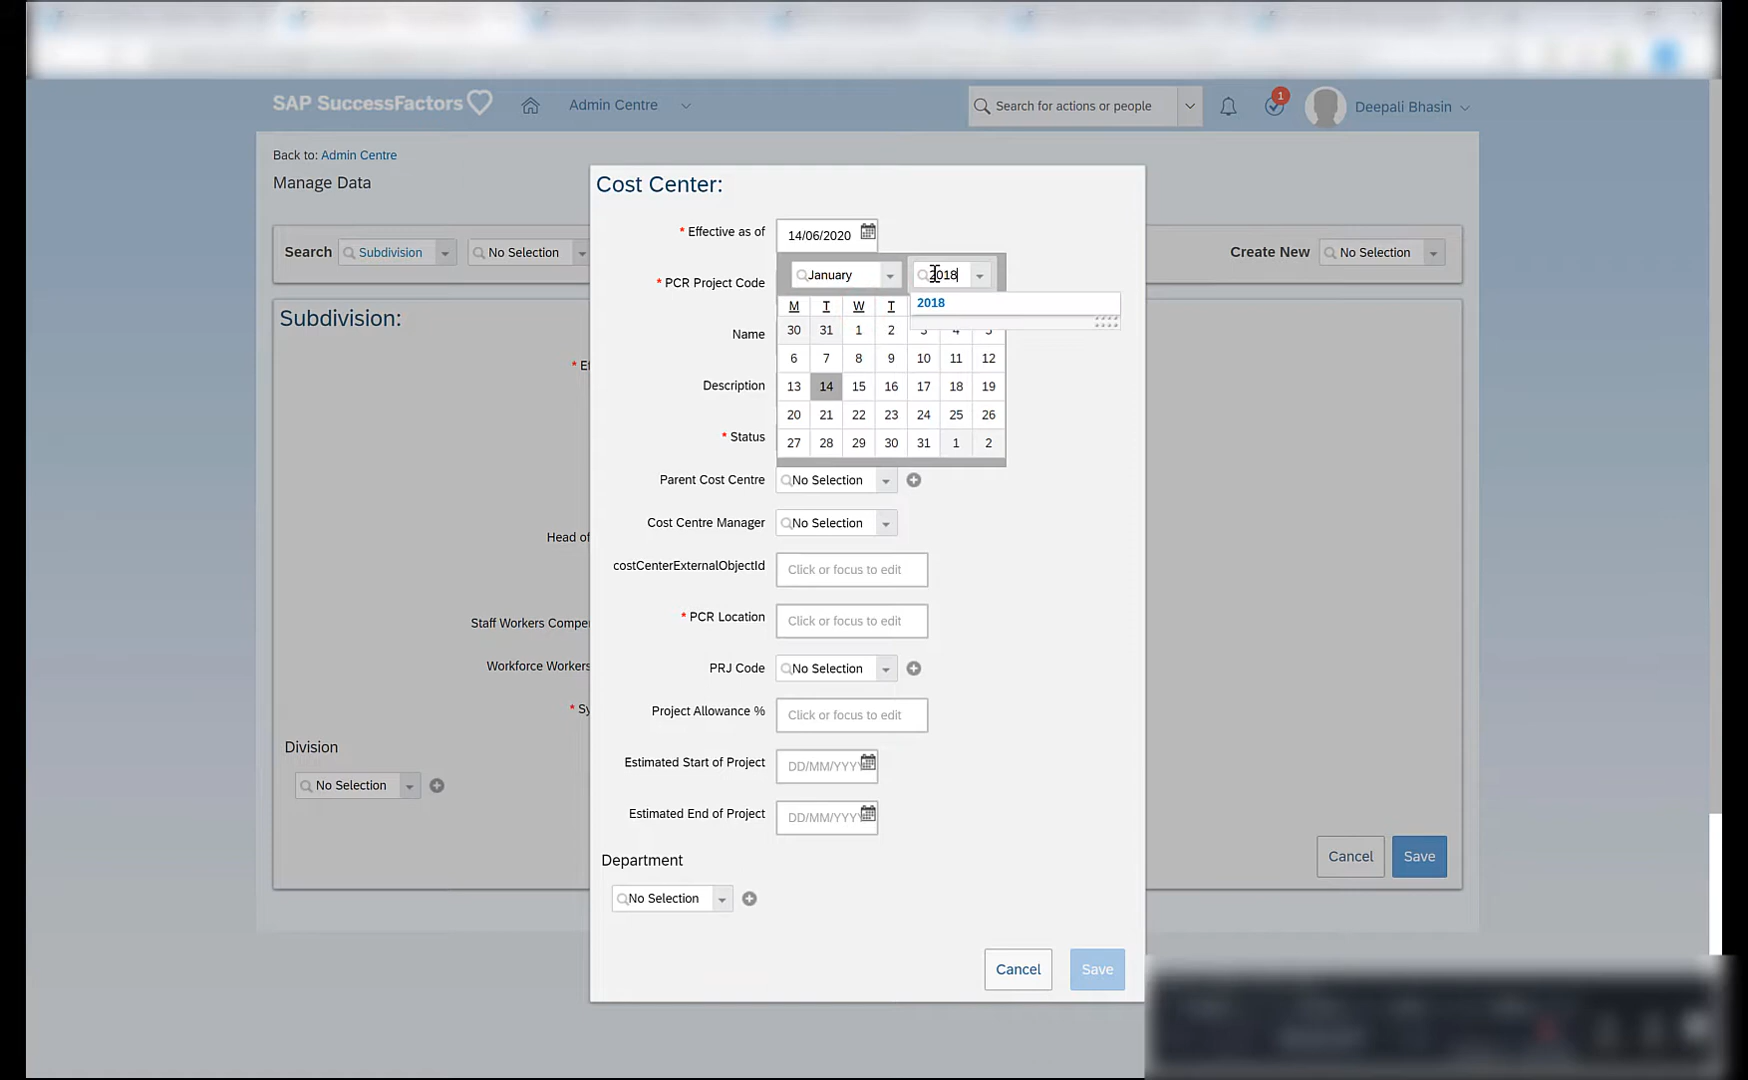 SAP SuccessFactors
Admin Centre
Search for actions or people
1
Deepali Bhasin
Back to: Admin Centre
Manage Data
Search
Subdivision
No Selection
Create New
No Selection
Subdivision:
* Ef
Head of
Staff Workers Compe
Workforce Workers
* Sy
Division
No Selection
Cancel
Save
Cost Center:
* Effective as of
14/06/2020
January
2018
2018
* PCR Project Code
M T W T
30 31 1 2 3 4 5
6 7 8 9 10 11 12
13 14 15 16 17 18 19
20 21 22 23 24 25 26
27 28 29 30 31 1 2
Name
Description
* Status
Parent Cost Centre
No Selection
Cost Centre Manager
No Selection
costCenterExternalObjectId
Click or focus to edit
* PCR Location
Click or focus to edit
PRJ Code
No Selection
Project Allowance %
Click or focus to edit
Estimated Start of Project
DD/MM/YYYY
Estimated End of Project
DD/MM/YYYY
Department
No Selection
Cancel
Save